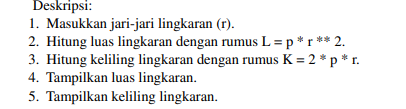 Deskripsi:
1. Masukkan jari-jari lingkaran (r).
2. Hitung luas lingkaran dengan rumus L = p * r ** 2.
3. Hitung keliling lingkaran dengan rumus K = 2 * p * r.
4. Tampilkan luas lingkaran.
5. Tampilkan keliling lingkaran.